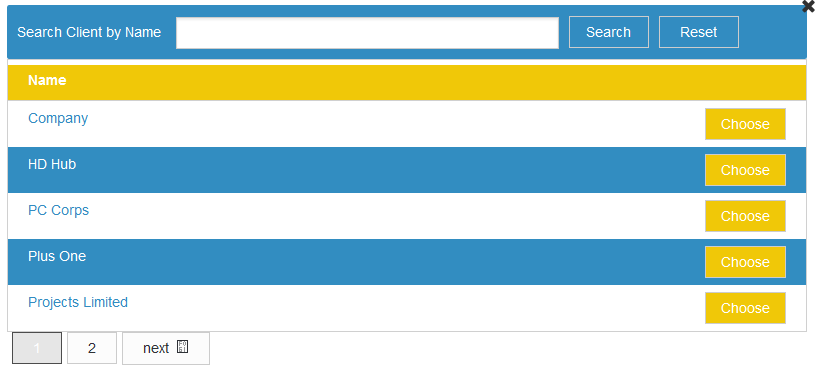 Search Client by Name Search Reset
Name
Company Choose
HD Hub Choose
PC Corps Choose
Plus One Choose
Projects Limited Choose
1 2 next